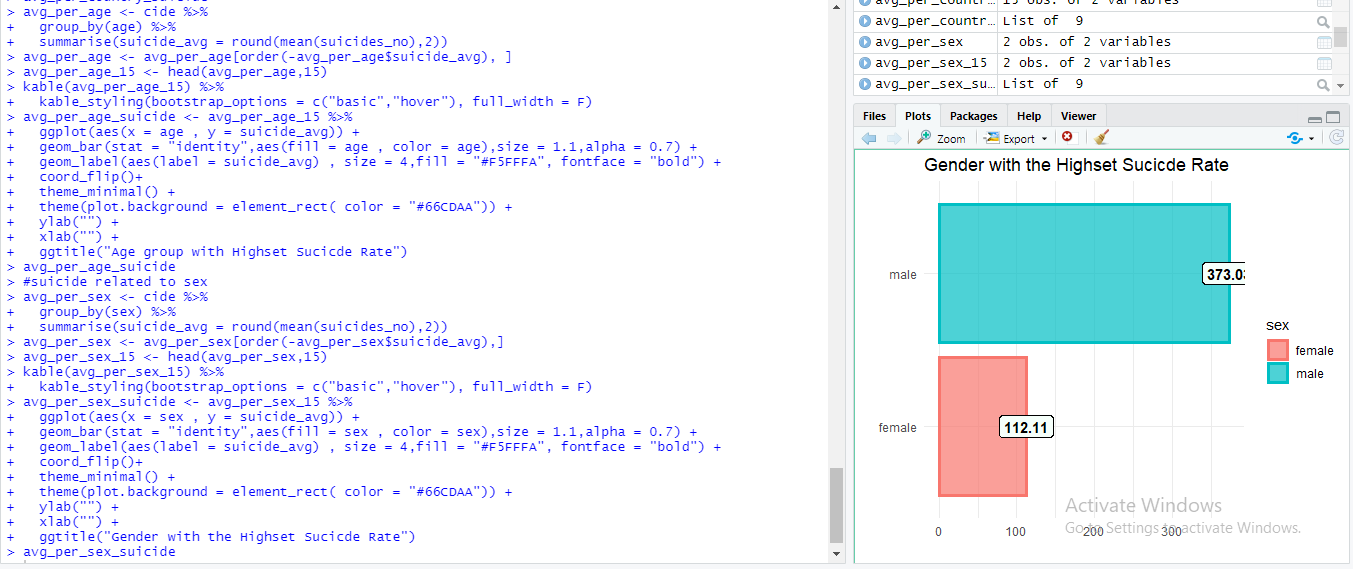 > avg_per_age <- cide %>%
+   group_by(age) %>%
+   summarise(suicide_avg = round(mean(suicides_no),2))
> avg_per_age <- avg_per_age[order(-avg_per_age$suicide_avg), ]
> avg_per_age_15 <- head(avg_per_age,15)
> kable(avg_per_age_15) %>%
+   kable_styling(bootstrap_options = c("basic","hover"), full_width = F)
> avg_per_age_suicide <- avg_per_age_15 %>%
+   ggplot(aes(x = age , y = suicide_avg)) +
+   geom_bar(stat = "identity",aes(fill = age , color = age),size = 1.1,alpha = 0.7) +
+   geom_label(aes(label = suicide_avg) , size = 4,fill = "#F5FFFA", fontface = "bold") +
+   coord_flip()+
+   theme_minimal() +
+   theme(plot.background = element_rect( color = "#66CDAA")) +
+   ylab("") +
+   xlab("") +
+   ggtitle("Age group with Highset Sucicde Rate")
> avg_per_age_suicide
> #suicide related to sex
> avg_per_sex <- cide %>%
+   group_by(sex) %>%
+   summarise(suicide_avg = round(mean(suicides_no),2))
> avg_per_sex <- avg_per_sex[order(-avg_per_sex$suicide_avg),]
> avg_per_sex_15 <- head(avg_per_sex,15)
> kable(avg_per_sex_15) %>%
+   kable_styling(bootstrap_options = c("basic","hover"), full_width = F)
> avg_per_sex_suicide <- avg_per_sex_15 %>%
+   ggplot(aes(x = sex , y = suicide_avg)) +
+   geom_bar(stat = "identity",aes(fill = sex , color = sex),size = 1.1,alpha = 0.7) +
+   geom_label(aes(label = suicide_avg) , size = 4,fill = "#F5FFFA", fontface = "bold") +
+   coord_flip()+
+   theme_minimal() +
+   theme(plot.background = element_rect( color = "#66CDAA")) +
+   ylab("") +
+   xlab("") +
+   ggtitle("Gender with the Highset Sucicde Rate")
> avg_per_sex_suicide
avg_per_countr… 15 obs. of 2 variables
avg_per_countr… List of 9
avg_per_sex 2 obs. of 2 variables
avg_per_sex_15 2 obs. of 2 variables
avg_per_sex_su… List of 9
Files Plots Packages Help Viewer
Zoom Export
Gender with the Highset Sucicde Rate
male
373.03
sex
female
male
female
112.11
Activate Windows
Go to Settings to activate Windows.
0 100 200 300